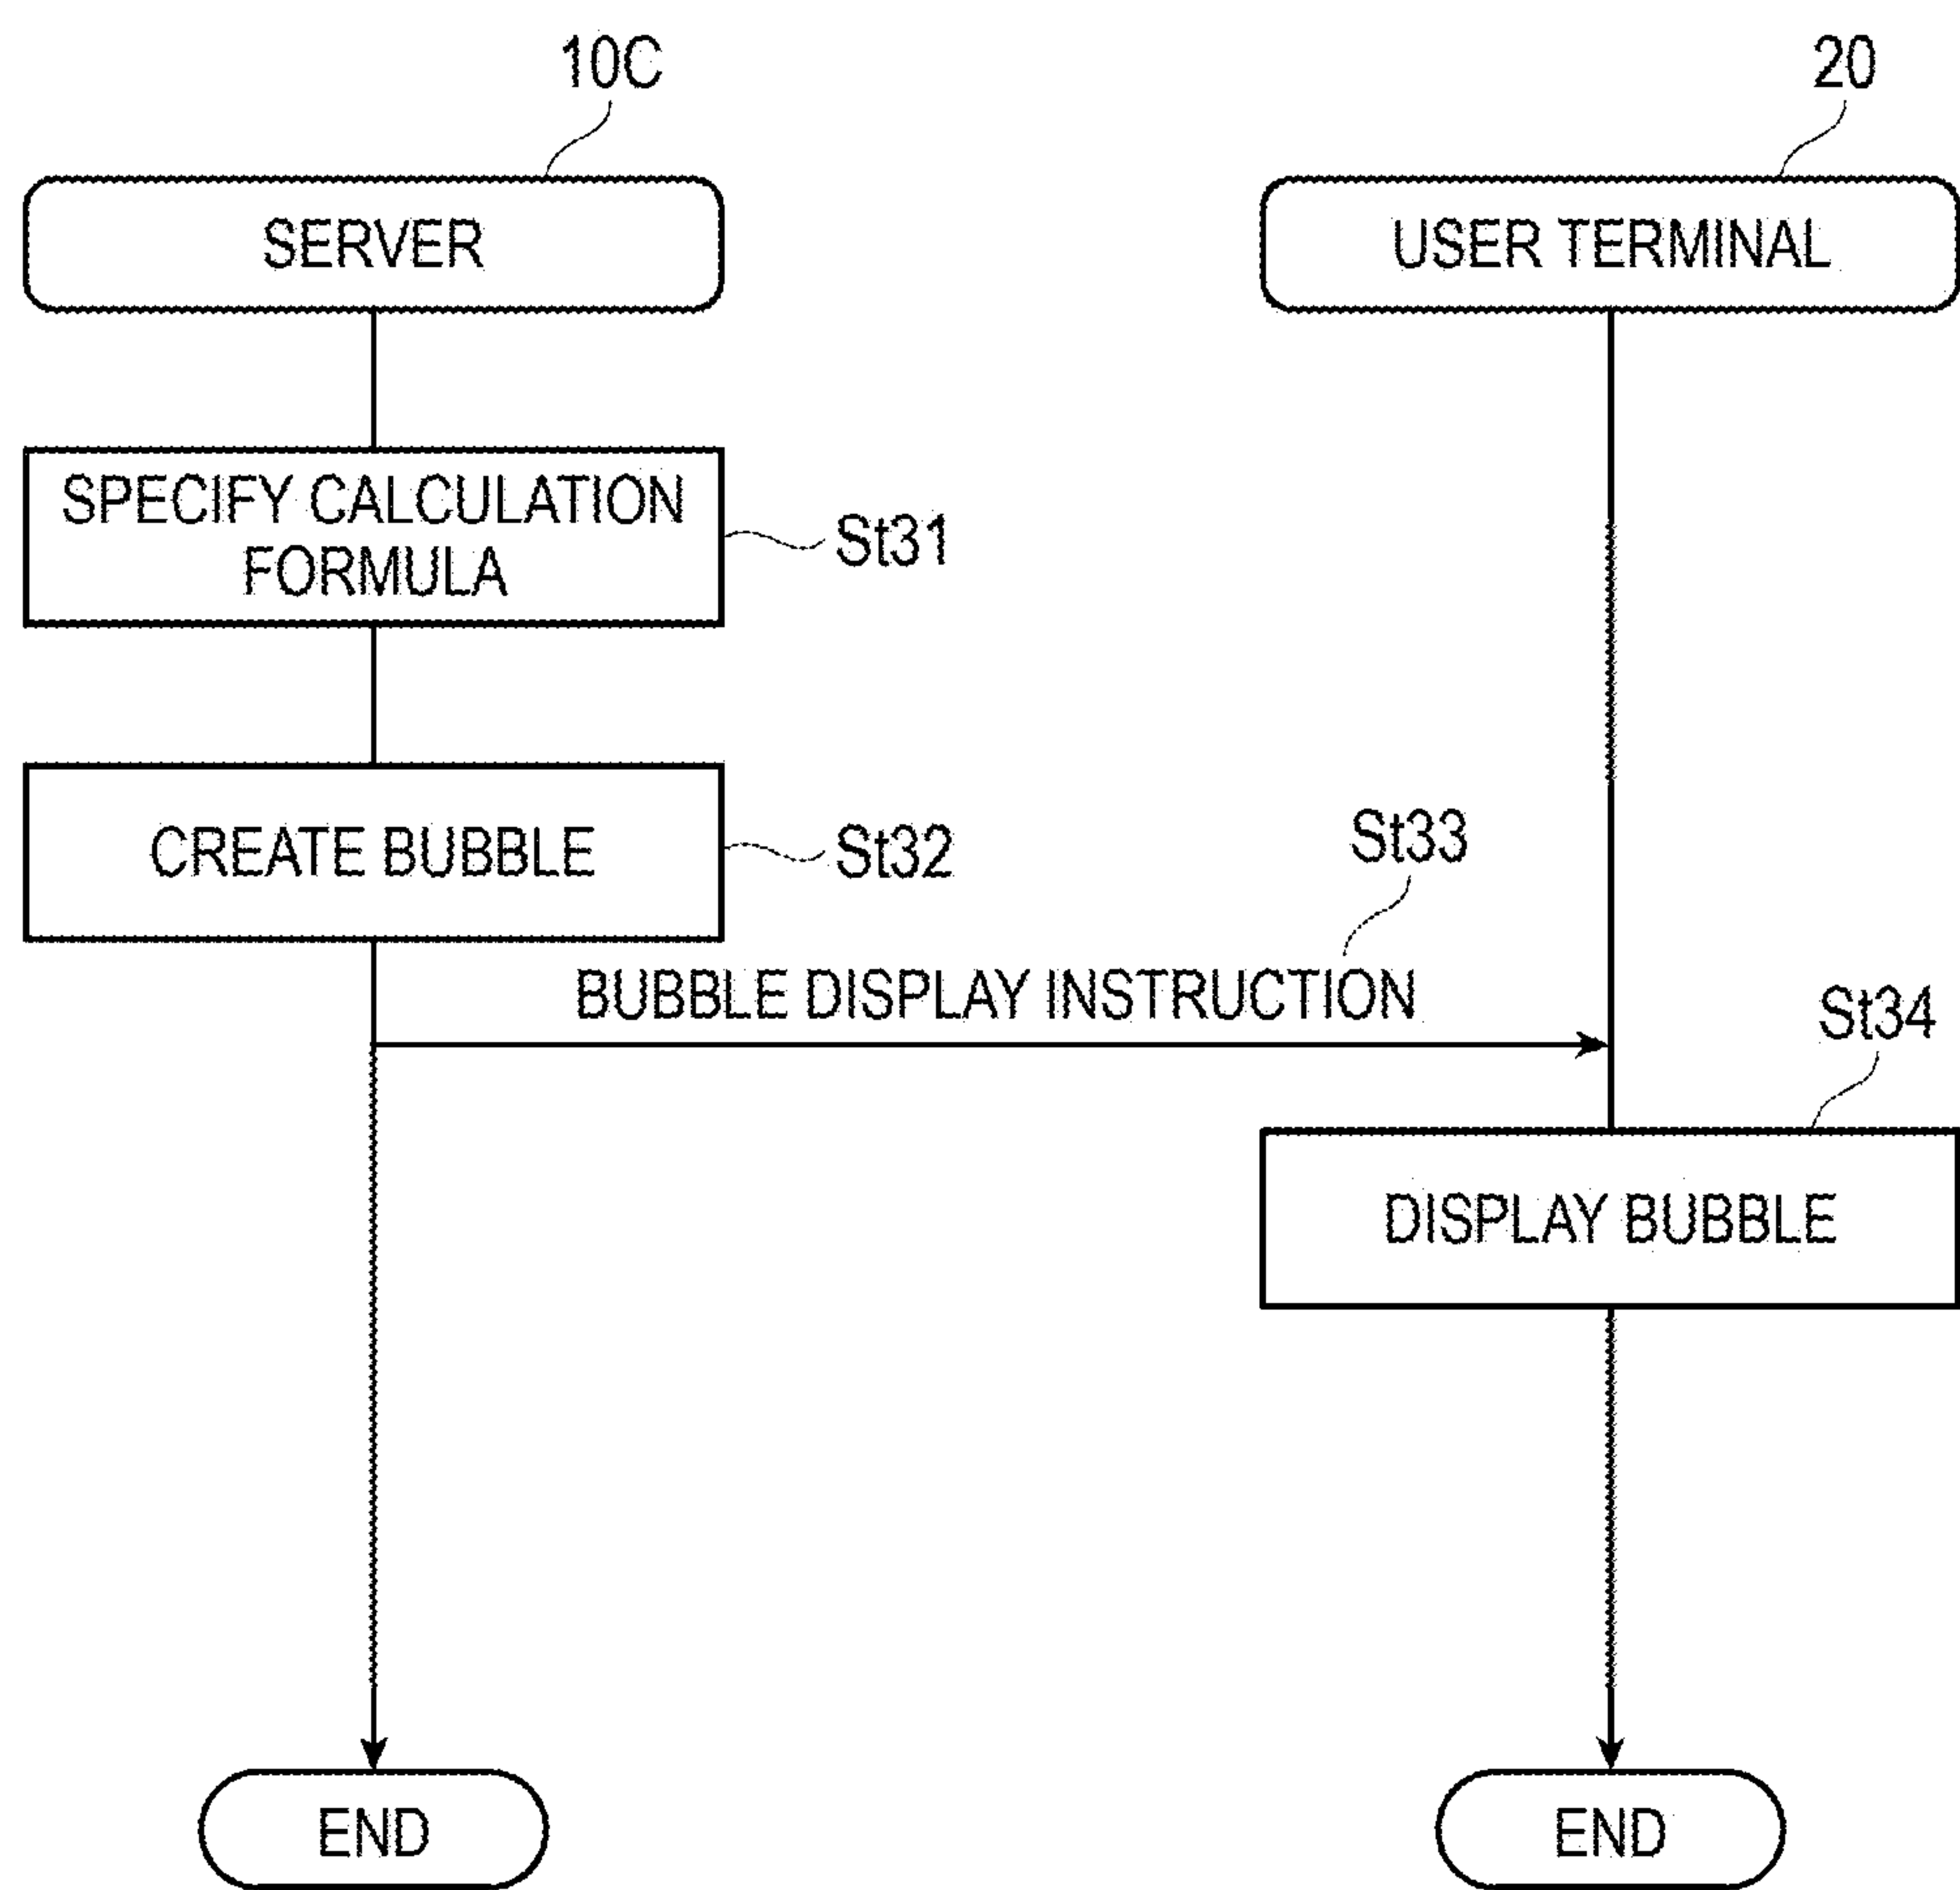 10C
20
SERVER
USER TERMINAL
SPECIFY CALCULATION
FORMULA
St31
CREATE BUBBLE
St32
St33
BUBBLE DISPLAY INSTRUCTION
St34
DISPLAY BUBBLE
END
END